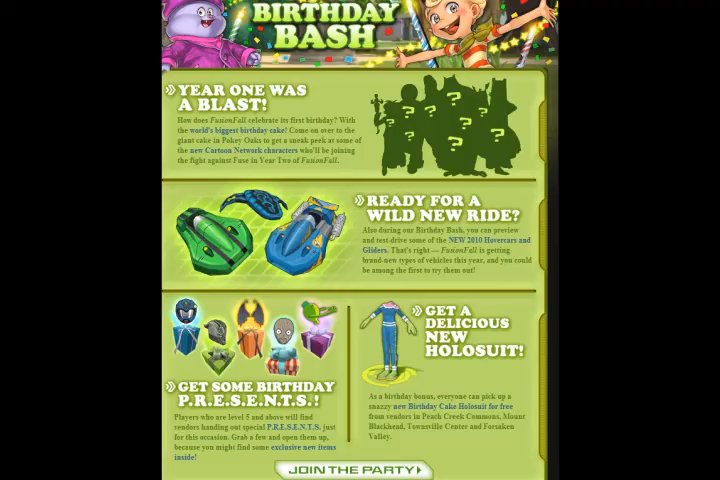 BIRTHDAY
BASH
YEAR ONE WAS
A BLAST!
How does FusionFall celebrate its first birthday? With
the world's biggest birthday cake! Come on over to the
giant cake in Pokey Oaks to get a sneak peek at some of
the new Cartoon Network characters who'll be joining
the fight against Fuse in Year Two of FusionFall.
? ? ? ? ? ? ? ? ?
READY FOR A
WILD NEW RIDE?
Also during our Birthday Bash, you can preview
and test-drive some of the NEW 2010 Hovercars and
Gliders. That's right — FusionFall is getting
brand-new types of vehicles this year, and you could
be among the first to try them out!
GET SOME BIRTHDAY
P.R.E.S.E.N.T.S.!
Players who are level 5 and above will find
vendors handing out special P.R.E.S.E.N.T.S. just
for this occasion. Grab a few and open them up,
because you might find some exclusive new items
inside!
GET A
DELICIOUS
NEW
HOLOSUIT!
As a birthday bonus, everyone can pick up a
snazzy new Birthday Cake Holosuit for free
from vendors in Peach Creek Commons, Mount
Blackhead, Townsville Center and Forsaken
Valley.
JOIN THE PARTY